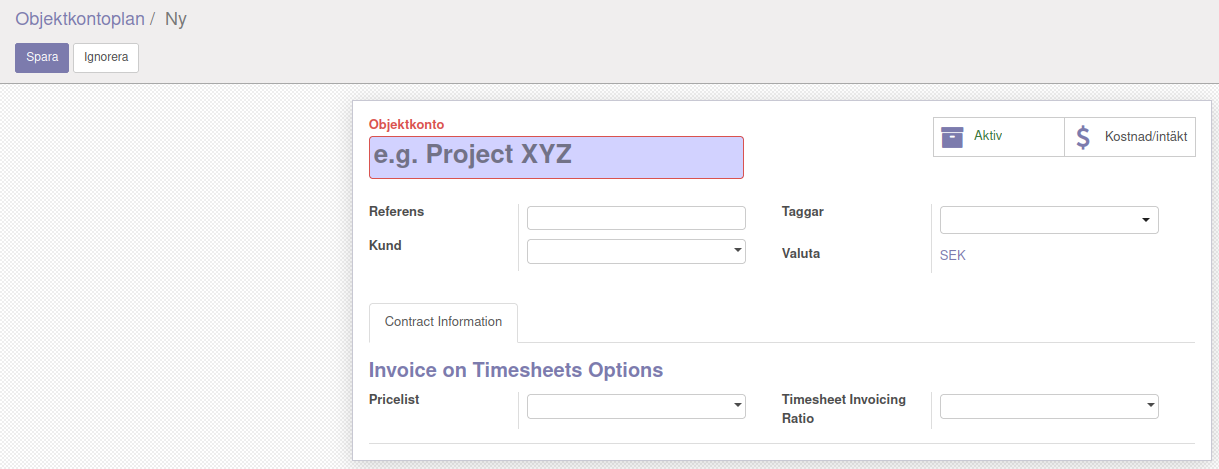 Objektkontoplan / Ny
Spara Ignorera
Objektkonto
e.g. Project XYZ
Aktiv
Kostnad/intäkt
Referens
Taggar
Kund
Valuta
SEK
Contract Information
Invoice on Timesheets Options
Pricelist
Timesheet Invoicing
Ratio